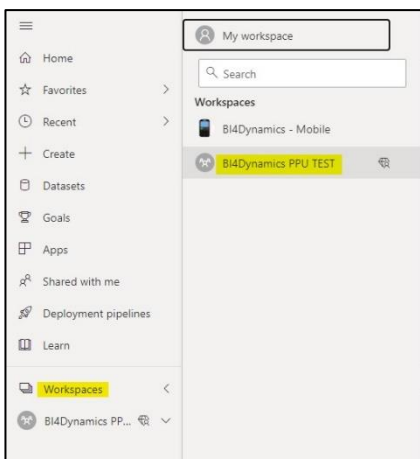 Home
Favorites
Recent
Create
Datasets
Goals
Apps
Shared with me
Deployment pipelines
Learn
Workspaces
BI4Dynamics PP...
My workspace
Search
Workspaces
BI4Dynamics - Mobile
BI4Dynamics PPU TEST